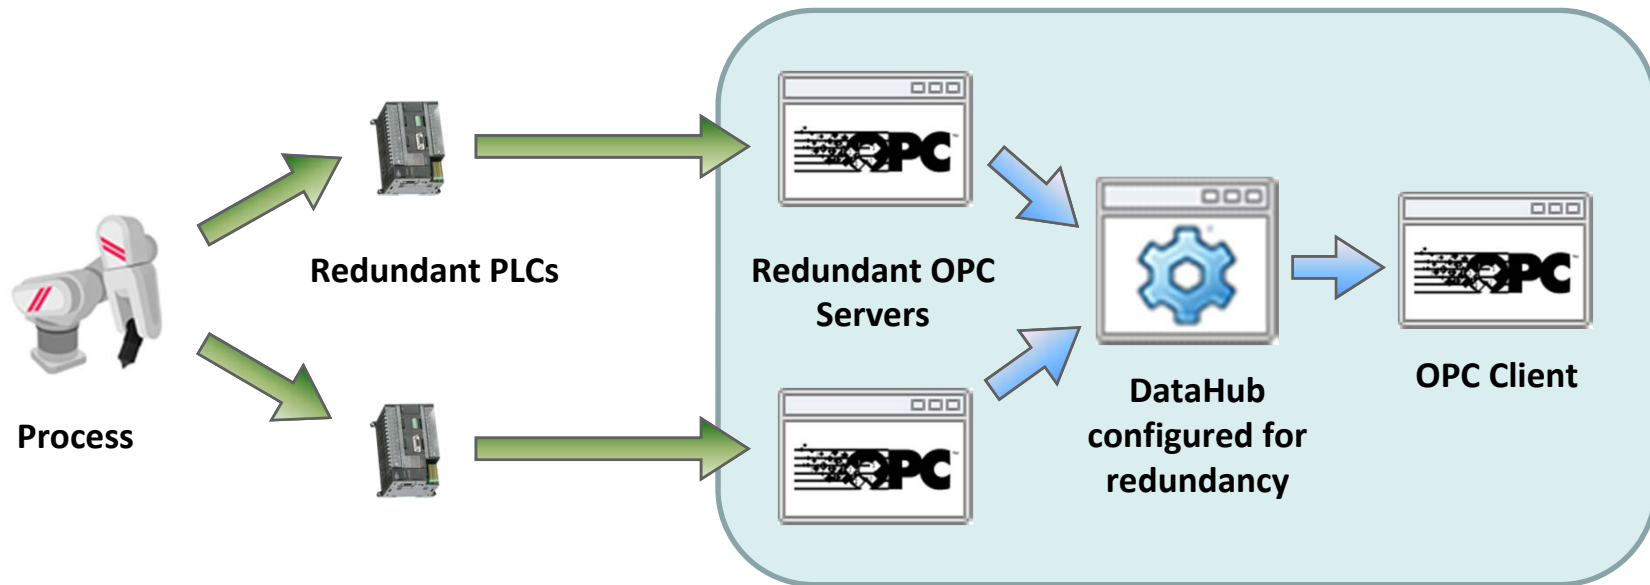 OPC
Redundant PLCs
Redundant OPC
Servers
OPC
OPC Client
DataHub
configured for
redundancy
Process
OPC